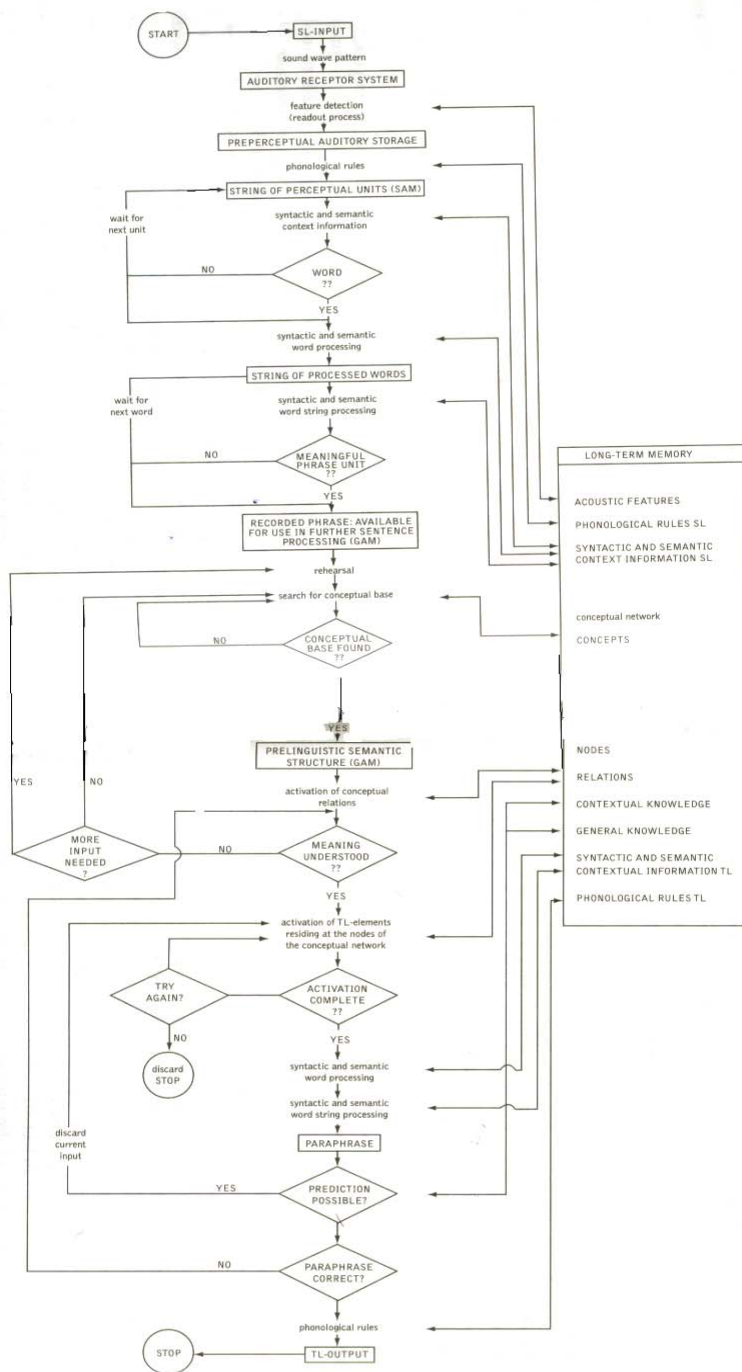 START
SL-INPUT
sound wave pattern
AUDITORY RECEPTOR SYSTEM
feature detection
(readout process)
PREPERCEPTUAL AUDITORY STORAGE
phonological rules
STRING OF PERCEPTUAL UNITS (SAM)
wait for
next unit
syntactic and semantic
context information
NO
WORD
??
YES
syntactic and semantic
word processing
STRING OF PROCESSED WORDS
wait for
next word
syntactic and semantic
word string processing
NO
MEANINGFUL
PHRASE UNIT
??
YES
RECORDED PHRASE: AVAILABLE
FOR USE IN FURTHER SENTENCE
PROCESSING (GAM)
rehearsal
search for conceptual base
NO
CONCEPTUAL
BASE FOUND
??
YES
PRELINGUISTIC SEMANTIC
STRUCTURE (GAM)
YES
NO
activation of conceptual
relations
MORE
INPUT
NEEDED
?
NO
MEANING
UNDERSTOOD
??
YES
activation of TL-elements
residing at the nodes of
the conceptual network
TRY
AGAIN?
ACTIVATION
COMPLETE
??
NO
YES
discard
STOP
syntactic and semantic
word processing
syntactic and semantic
word string processing
discard
current
input
PARAPHRASE
YES
PREDICTION
POSSIBLE?
NO
PARAPHRASE
CORRECT?
phonological rules
STOP
TL-OUTPUT
LONG-TERM MEMORY
ACOUSTIC FEATURES
PHONOLOGICAL RULES SL
SYNTACTIC AND SEMANTIC
CONTEXT INFORMATION SL
conceptual network
CONCEPTS
NODES
RELATIONS
CONTEXTUAL KNOWLEDGE
GENERAL KNOWLEDGE
SYNTACTIC AND SEMANTIC
CONTEXTUAL INFORMATION TL
PHONOLOGICAL RULES TL